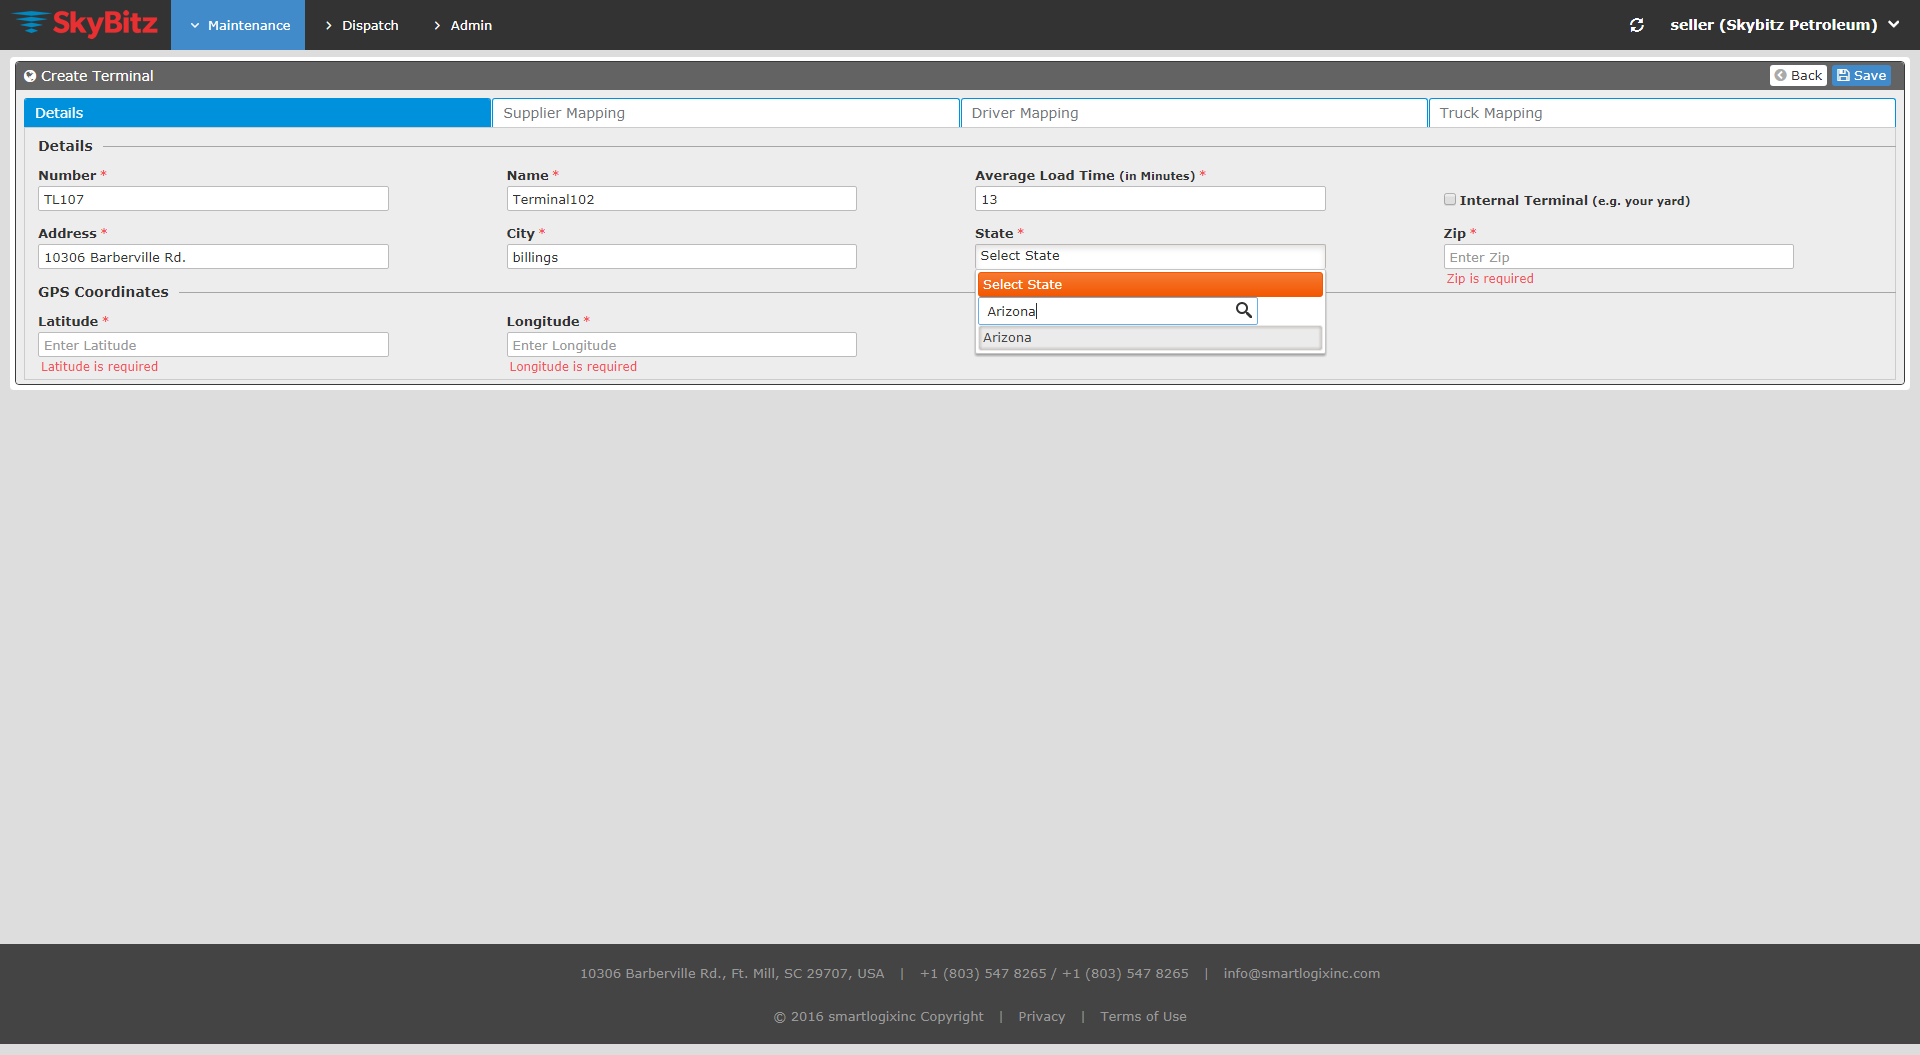 SkyBitz
Maintenance
Dispatch
Admin
seller (Skybitz Petroleum)
Create Terminal
Back
Save
Details
Supplier Mapping
Driver Mapping
Truck Mapping
Details
Number *
Name *
Average Load Time (in Minutes) *
TL107
Terminal102
13
Internal Terminal (e.g. your yard)
Address *
City *
State *
Zip *
10306 Barberville Rd.
billings
Select State
Enter Zip
Zip is required
Select State
Arizona
Arizona
GPS Coordinates
Latitude *
Longitude *
Enter Latitude
Enter Longitude
Latitude is required
Longitude is required
10306 Barberville Rd., Ft. Mill, SC 29707, USA | +1 (803) 547 8265 / +1 (803) 547 8265 | info@smartlogixinc.com
© 2016 smartlogixinc Copyright | Privacy | Terms of Use